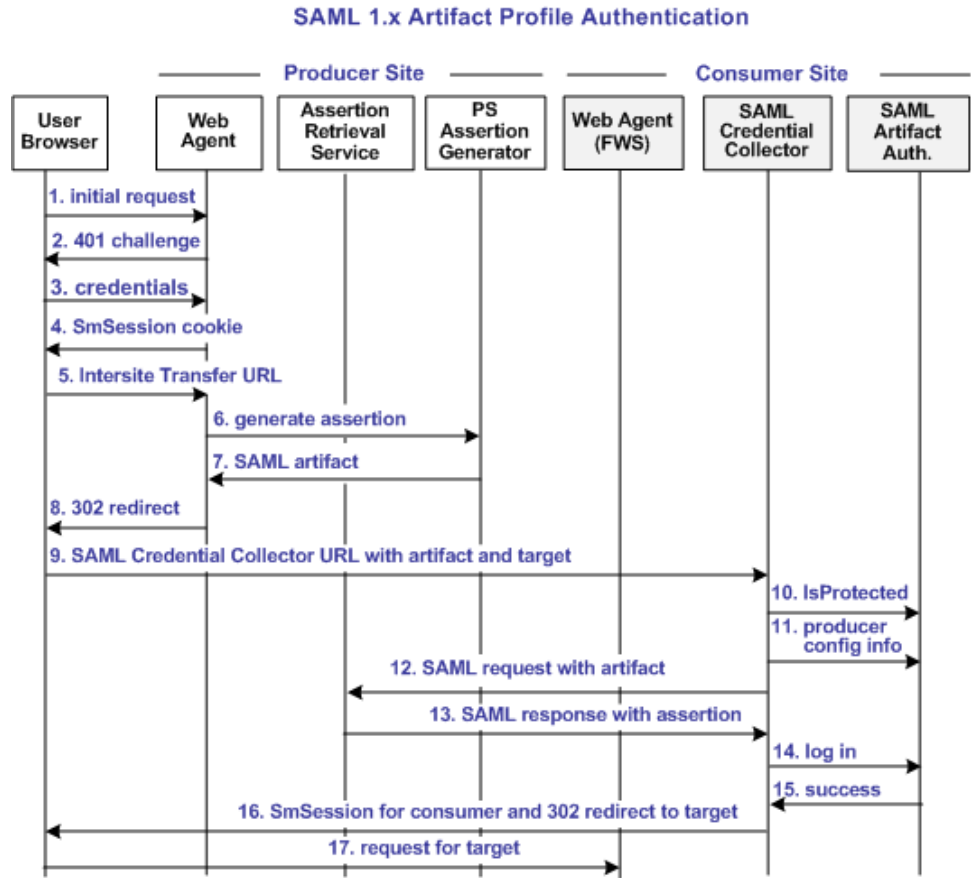 SAML 1.x Artifact Profile Authentication
Producer Site
Consumer Site
User
Browser
Web
Agent
Assertion
Retrieval
Service
PS
Assertion
Generator
Web Agent
(FWS)
SAML
Credential
Collector
SAML
Artifact
Auth.
1. initial request
2. 401 challenge
3. credentials
4. SmSession cookie
5. Intersite Transfer URL
6. generate assertion
7. SAML artifact
8. 302 redirect
9. SAML Credential Collector URL with artifact and target
10. IsProtected
11. producer
config info
12. SAML request with artifact
13. SAML response with assertion
14. log in
15. success
16. SmSession for consumer and 302 redirect to target
17. request for target